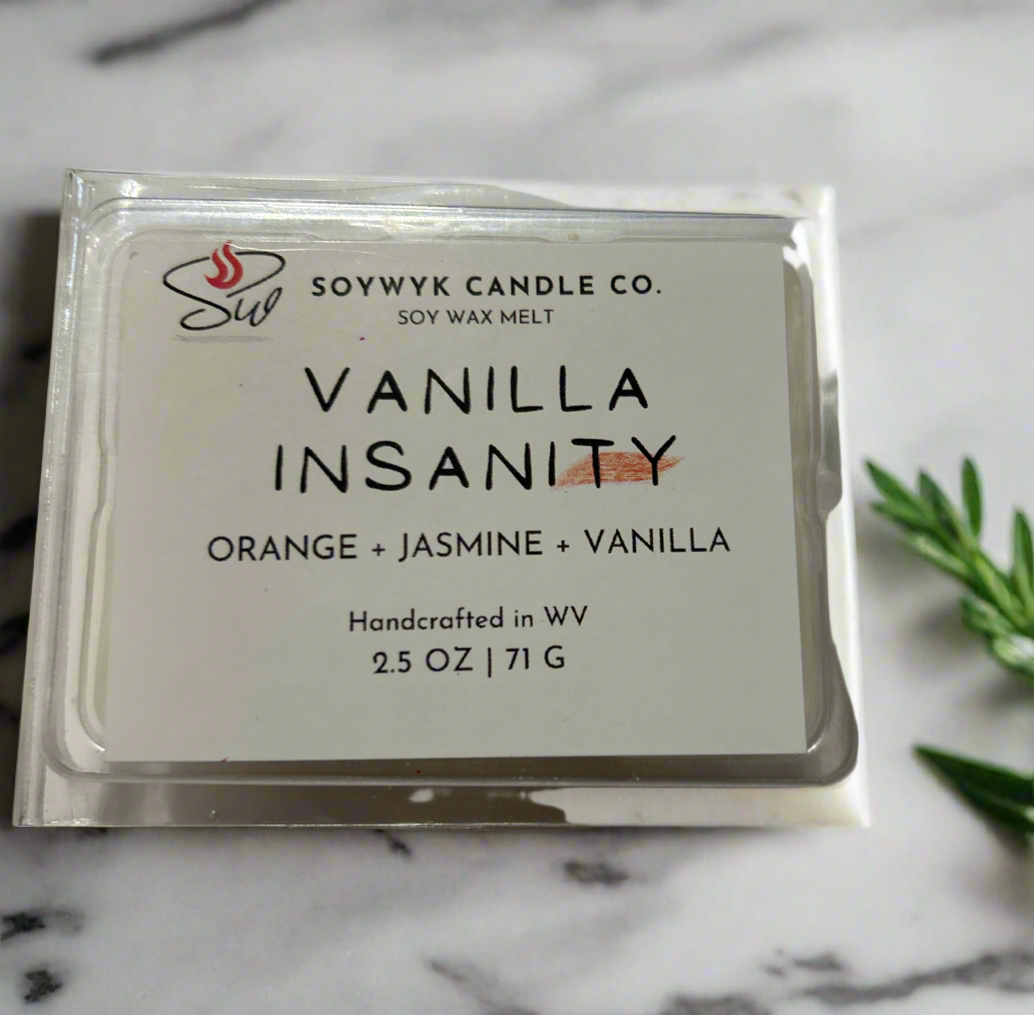 Sw
SOYWYK CANDLE CO.
SOY WAX MELT
VANILLA
INSANITY
ORANGE + JASMINE + VANILLA
Handcrafted in WV
2.5 OZ | 71 G